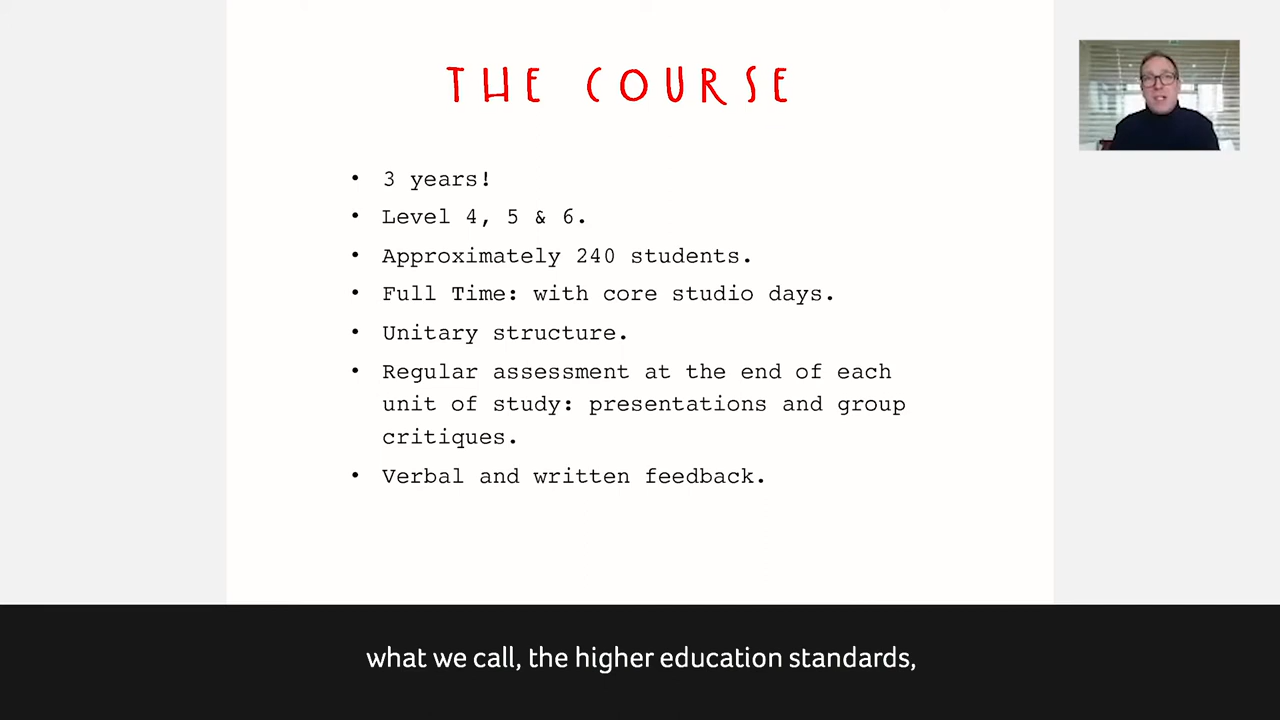 THE COURSE
• 3 years!
• Level 4, 5 & 6.
• Approximately 240 students.
• Full Time: with core studio days.
• Unitary structure.
• Regular assessment at the end of each
unit of study: presentations and group
critiques.
• Verbal and written feedback.
what we call, the higher education standards,